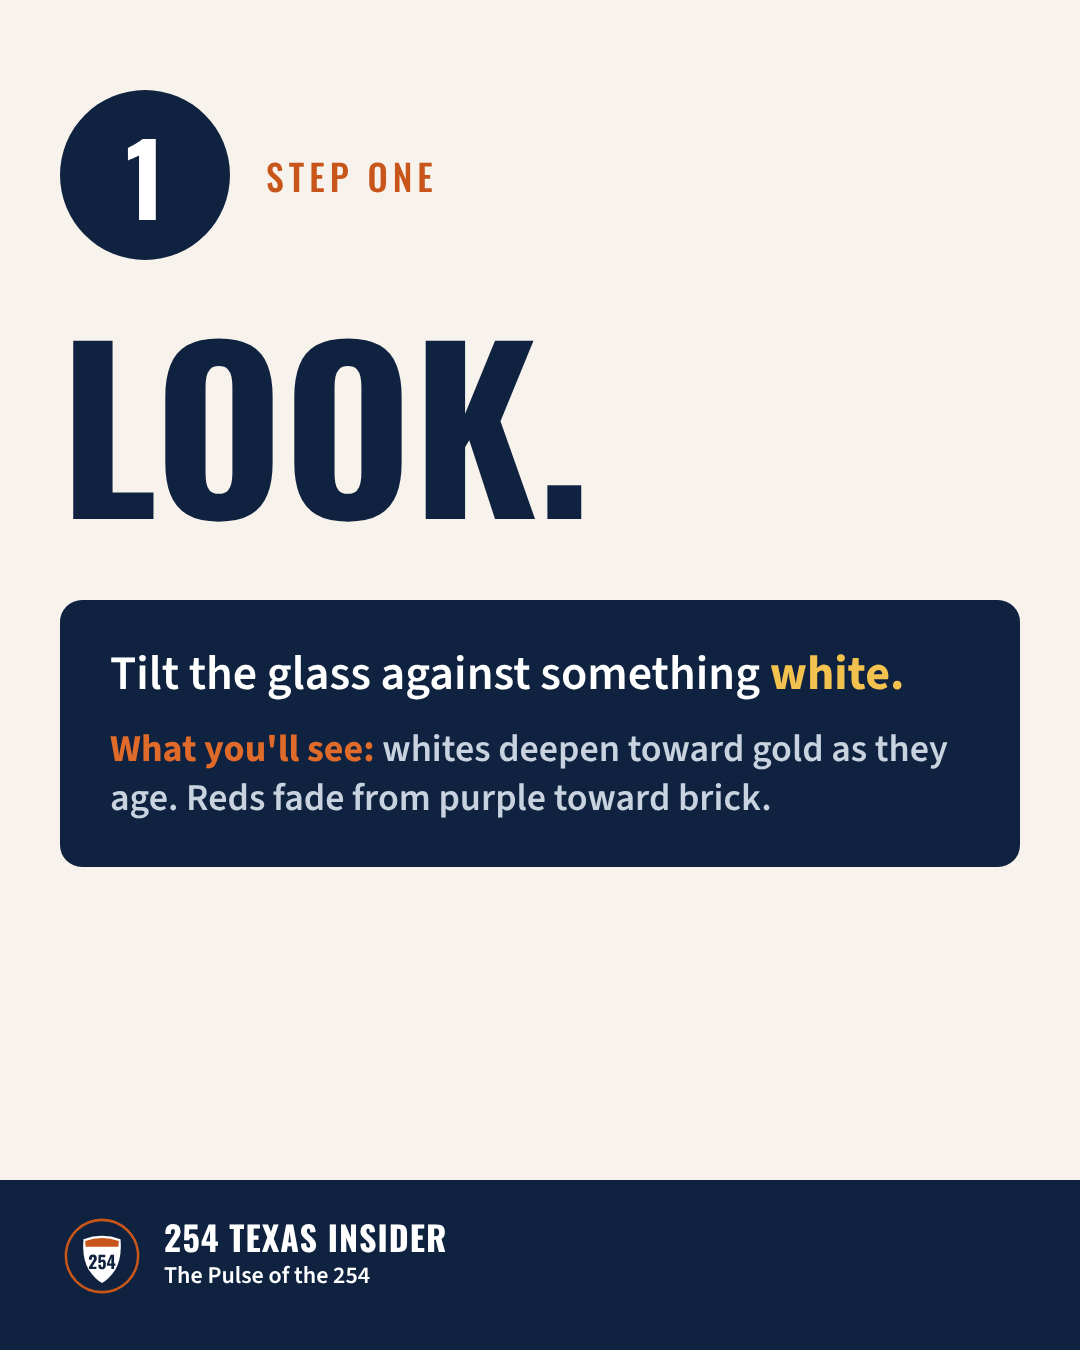 1
STEP ONE
LOOK.
Tilt the glass against something white.
What you'll see: whites deepen toward gold as they
age. Reds fade from purple toward brick.
254
254 TEXAS INSIDER
The Pulse of the 254